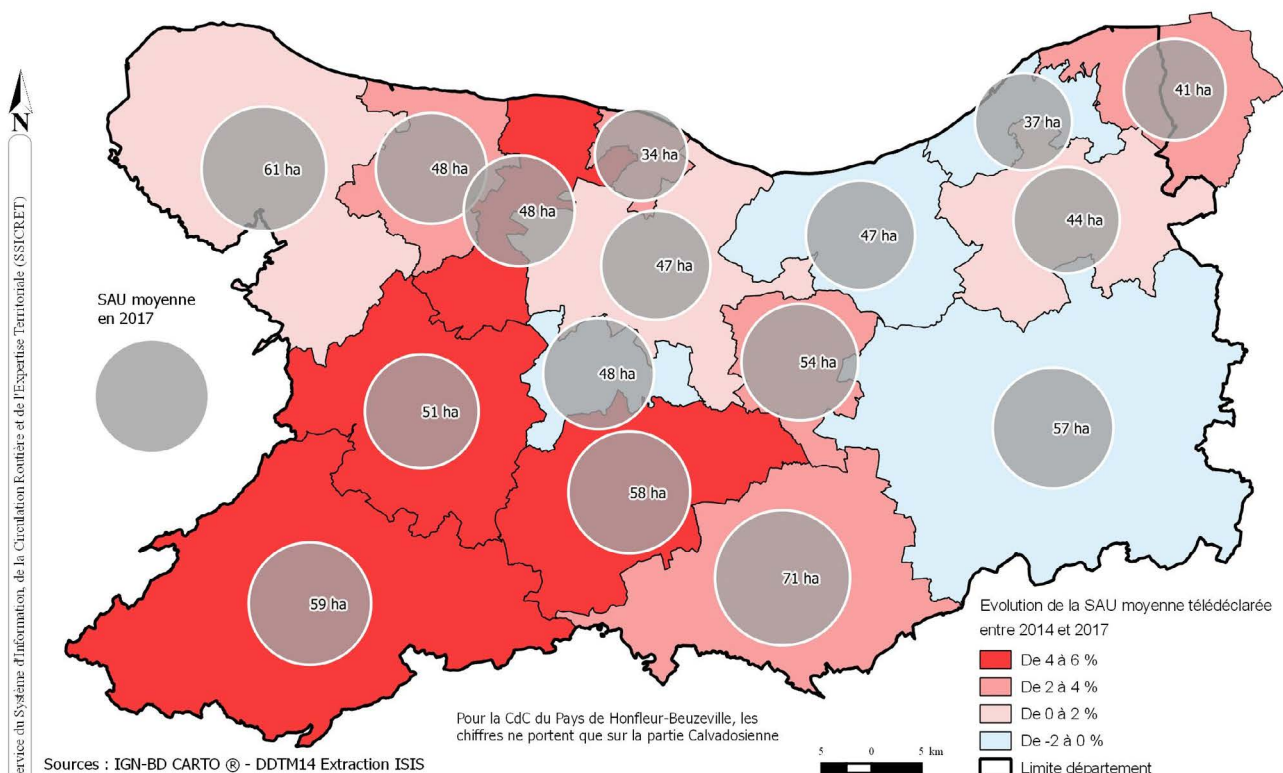 N
ervice du Système d'Information, de la Circulation Routière et de l'Expertise Territoriale (SSICRET)
41 ha
37 ha
34 ha
61 ha
48 ha
48 ha
44 ha
47 ha
47 ha
SAU moyenne
en 2017
54 ha
48 ha
51 ha
57 ha
58 ha
71 ha
59 ha
Evolution de la SAU moyenne télédéclarée
entre 2014 et 2017
De 4 à 6 %
De 2 à 4 %
De 0 à 2 %
De -2 à 0 %
Limite département
Pour la CdC du Pays de Honfleur-Beuzeville, les
chiffres ne portent que sur la partie Calvadosienne
5 0 5 km
Sources : IGN-BD CARTO ® - DDTM14 Extraction ISIS